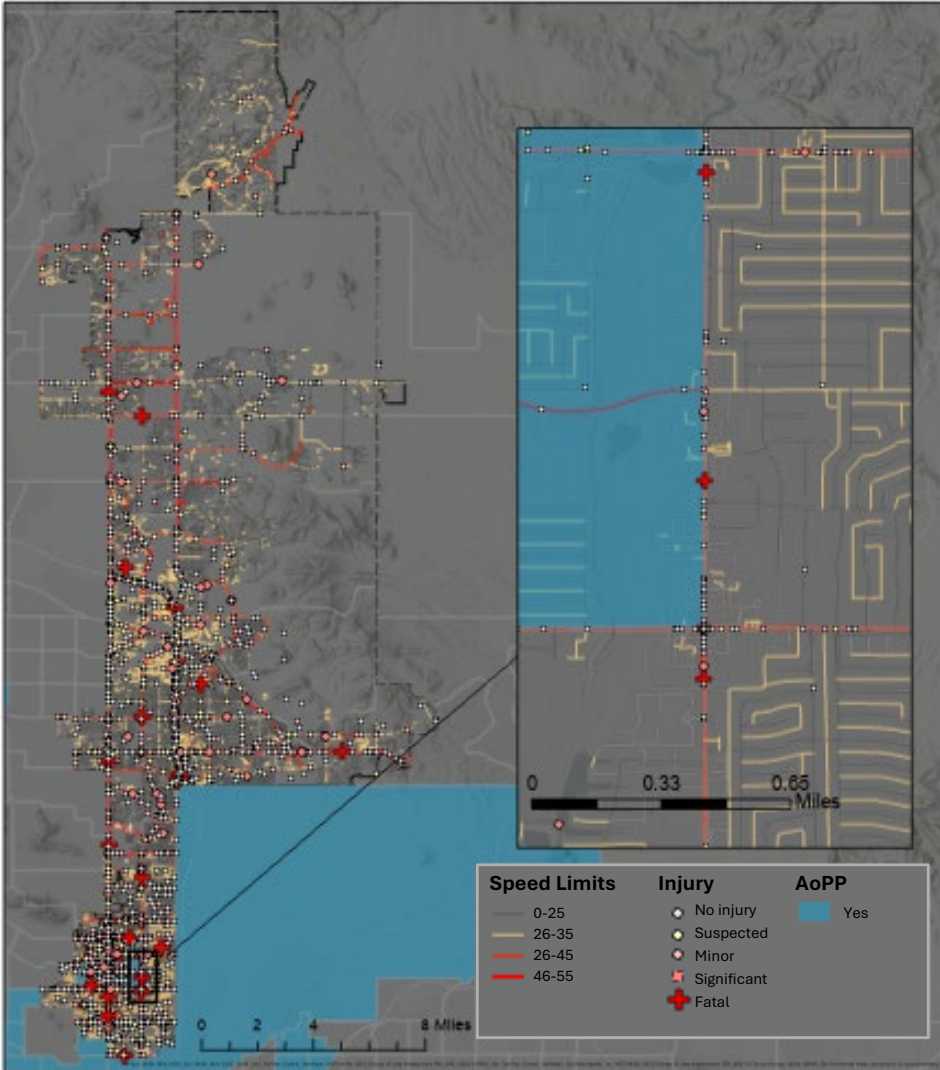 0 0.33 0.65
Miles
Speed Limits
0-25
26-35
26-45
46-55
Injury
No injury
Suspected
Minor
Significant
Fatal
AoPP
Yes
0 2 4 8 Miles